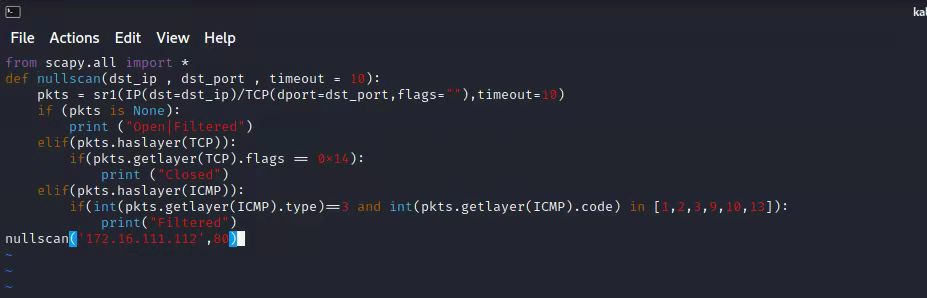 kal
File Actions Edit View Help
from scapy.all import *
def nullscan(dst_ip , dst_port , timeout = 10):
    pkts = sr1(IP(dst=dst_ip)/TCP(dport=dst_port,flags=""),timeout=10)
    if (pkts is None):
        print ("Open|Filtered")
    elif(pkts.haslayer(TCP)):
        if(pkts.getlayer(TCP).flags == 0×14):
            print ("Closed")
    elif(pkts.haslayer(ICMP)):
        if(int(pkts.getlayer(ICMP).type)==3 and int(pkts.getlayer(ICMP).code) in [1,2,3,9,10,13]):
            print("Filtered")
nullscan('172.16.111.112',80)
~
~
~